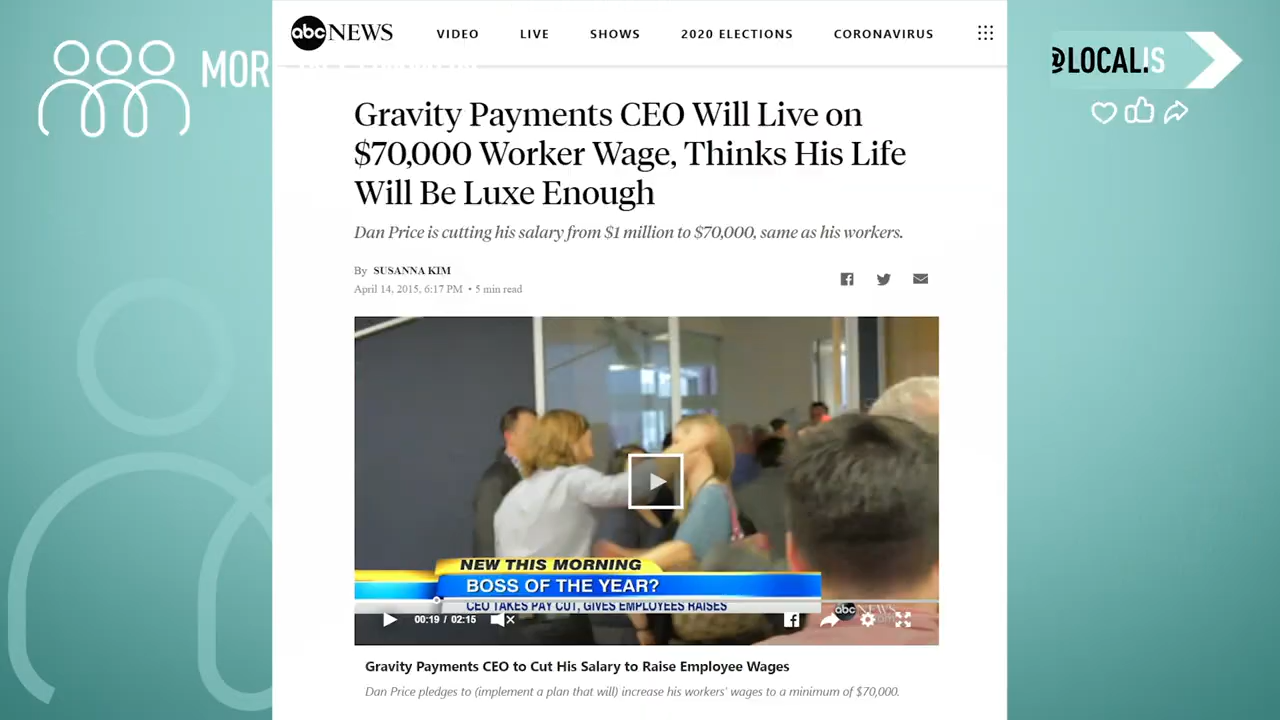 abc NEWS
VIDEO LIVE SHOWS 2020 ELECTIONS CORONAVIRUS
MOR
@LOCAL!S
Gravity Payments CEO Will Live on
$70,000 Worker Wage, Thinks His Life
Will Be Luxe Enough
Dan Price is cutting his salary from $1 million to $70,000, same as his workers.
By SUSANNA KIM
April 14, 2015, 6:17 PM • 5 min read
NEW THIS MORNING
BOSS OF THE YEAR?
CEO TAKES PAY CUT, GIVES EMPLOYEES RAISES
00:19 / 02:15
abc NEWS
Gravity Payments CEO to Cut His Salary to Raise Employee Wages
Dan Price pledges to (implement a plan that will) increase his workers' wages to a minimum of $70,000.